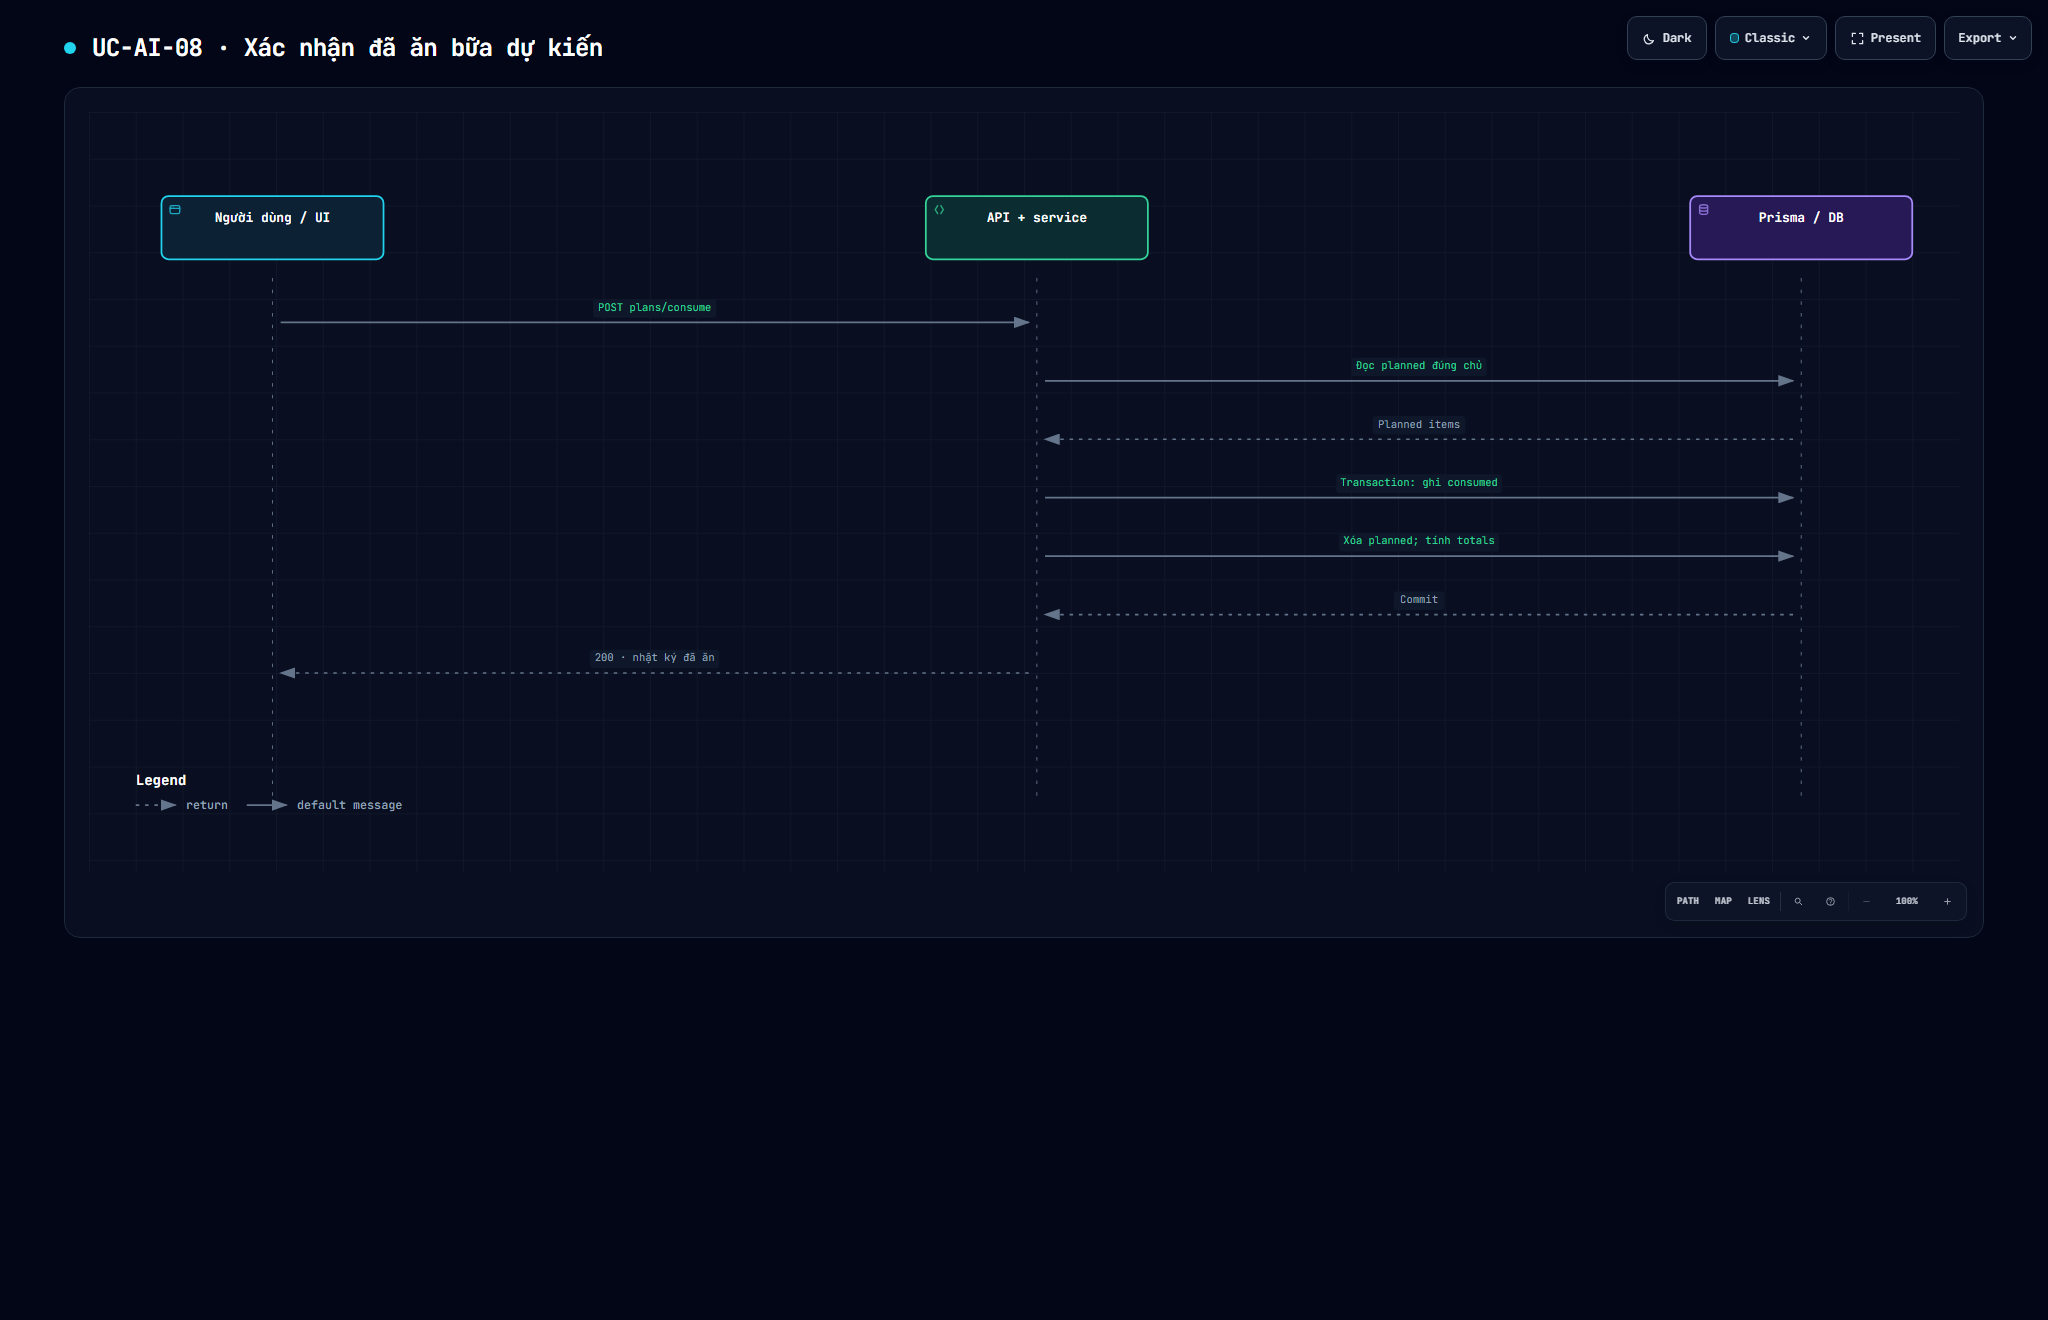 UC-AI-08 · Xác nhận đã ăn bữa dự kiến
Dark
Classic
Present
Export
Người dùng / UI
API + service
Prisma / DB
POST plans/consume
Đọc planned đúng chủ
Planned items
Transaction: ghi consumed
Xóa planned; tính totals
Commit
200 · nhật ký đã ăn
Legend
return
default message
PATH
MAP
LENS
100%